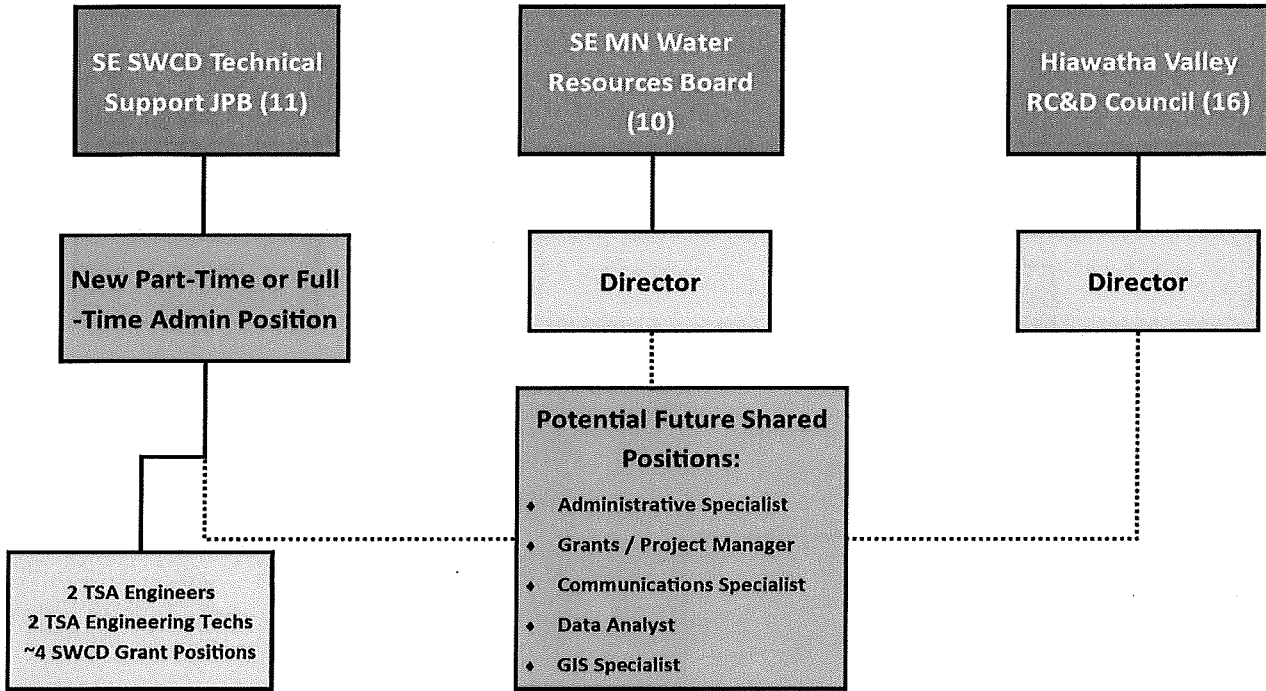 SE SWCD Technical
Support JPB (11)
SE MN Water
Resources Board
(10)
Hiawatha Valley
RC&D Council (16)
New Part-Time or Full
-Time Admin Position
Director
Director
Potential Future Shared
Positions:
♦ Administrative Specialist
♦ Grants / Project Manager
♦ Communications Specialist
♦ Data Analyst
♦ GIS Specialist
2 TSA Engineers
2 TSA Engineering Techs
~4 SWCD Grant Positions